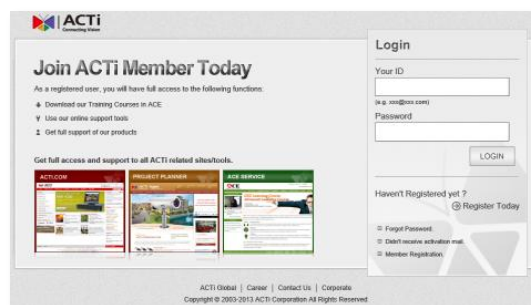 ACTi
Connecting Vision
Join ACTi Member Today
As a registered user, you will have full access to the following functions:
Download our Training Courses in ACE
Use our online support tools
Get full support of our products
Get full access and support to all ACTi related sites/tools.
ACTI.COM
PROJECT PLANNER
ACE SERVICE
Login
Your ID
(e.g. xxx@xxx.com)
Password
LOGIN
Haven't Registered yet ?
Register Today
Forgot Password.
Didn't receive activation mail.
Member Registration.
ACTi Global | Career | Contact Us | Corporate
Copyright © 2003-2013 ACTi Corporation All Rights Reserved